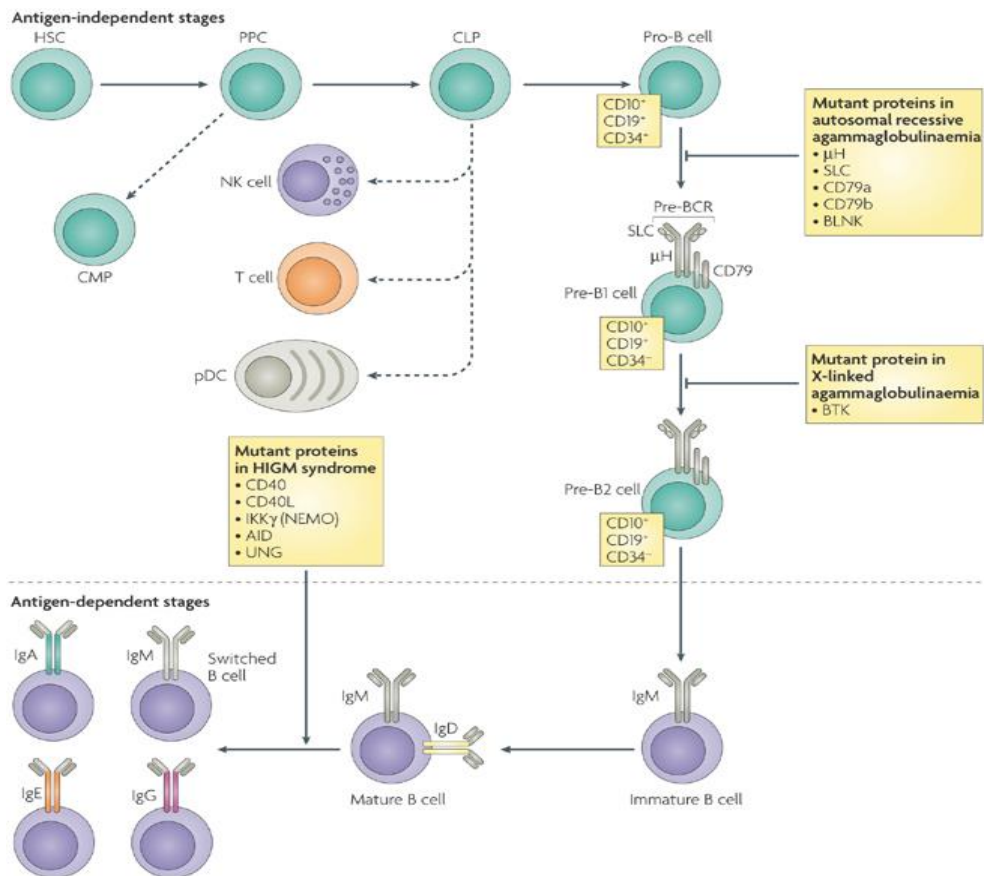 Antigen-independent stages
HSC
PPC
CLP
Pro-B cell
CD10⁺
CD19⁺
CD34⁺
Mutant proteins in
autosomal recessive
agammaglobulinaemia
• µH
• SLC
• CD79a
• CD79b
• BLNK
NK cell
CMP
T cell
pDC
Pre-BCR
SLC
µH
CD79
Pre-B1 cell
CD10⁺
CD19⁺
CD34⁻
Mutant protein in
X-linked
agammaglobulinaemia
• BTK
Mutant proteins
in HIGM syndrome
• CD40
• CD40L
• IKKγ (NEMO)
• AID
• UNG
Pre-B2 cell
CD10⁺
CD19⁺
CD34⁻
Antigen-dependent stages
IgA
IgM
Switched
B cell
IgE
IgG
IgM
IgD
Mature B cell
IgM
Immature B cell